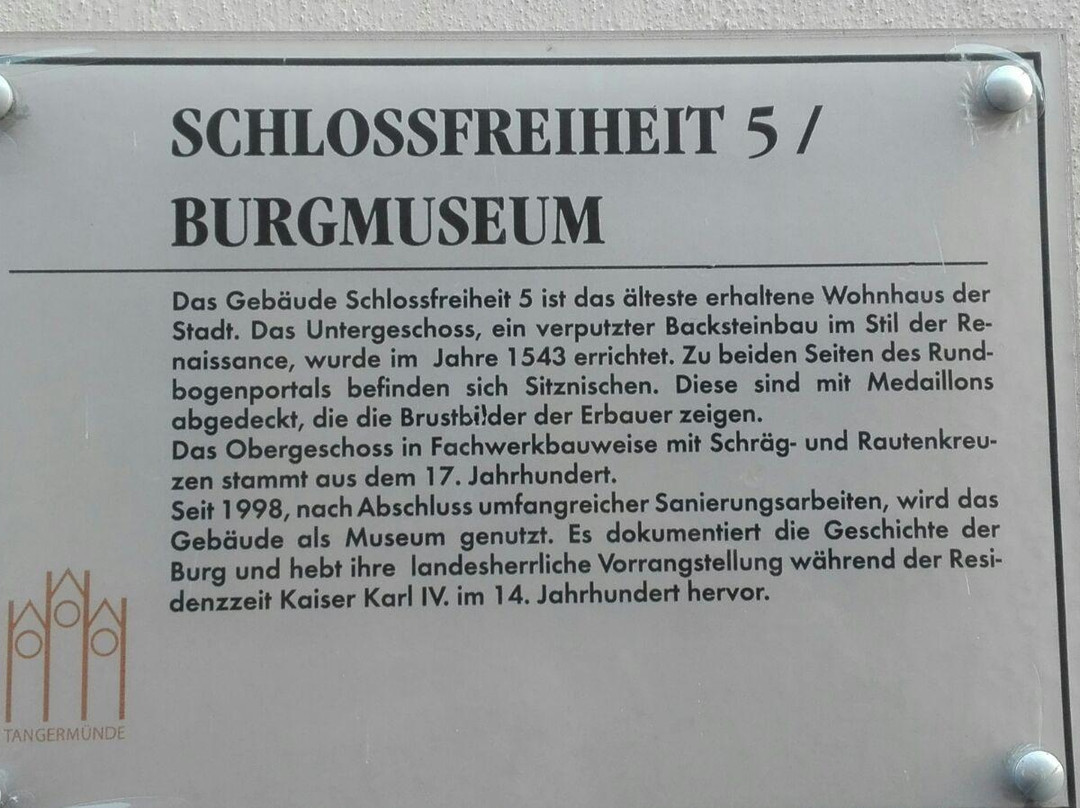 SCHLOSSFREIHEIT 5 /
BURGMUSEUM
Das Gebäude Schlossfreiheit 5 ist das älteste erhaltene Wohnhaus der
Stadt. Das Untergeschoss, ein verputzter Backsteinbau im Stil der Re-
naissance, wurde im Jahre 1543 errichtet. Zu beiden Seiten des Rund-
bogenportals befinden sich Sitznischen. Diese sind mit Medaillons
abgedeckt, die die Brustbilder der Erbauer zeigen.
Das Obergeschoss in Fachwerkbauweise mit Schräg- und Rautenkreu-
zen stammt aus dem 17. Jahrhundert.
Seit 1998, nach Abschluss umfangreicher Sanierungsarbeiten, wird das
Gebäude als Museum genutzt. Es dokumentiert die Geschichte der
Burg und hebt ihre landesherrliche Vorrangstellung während der Resi-
denzzeit Kaiser Karl IV. im 14. Jahrhundert hervor.
TANGERMÜNDE